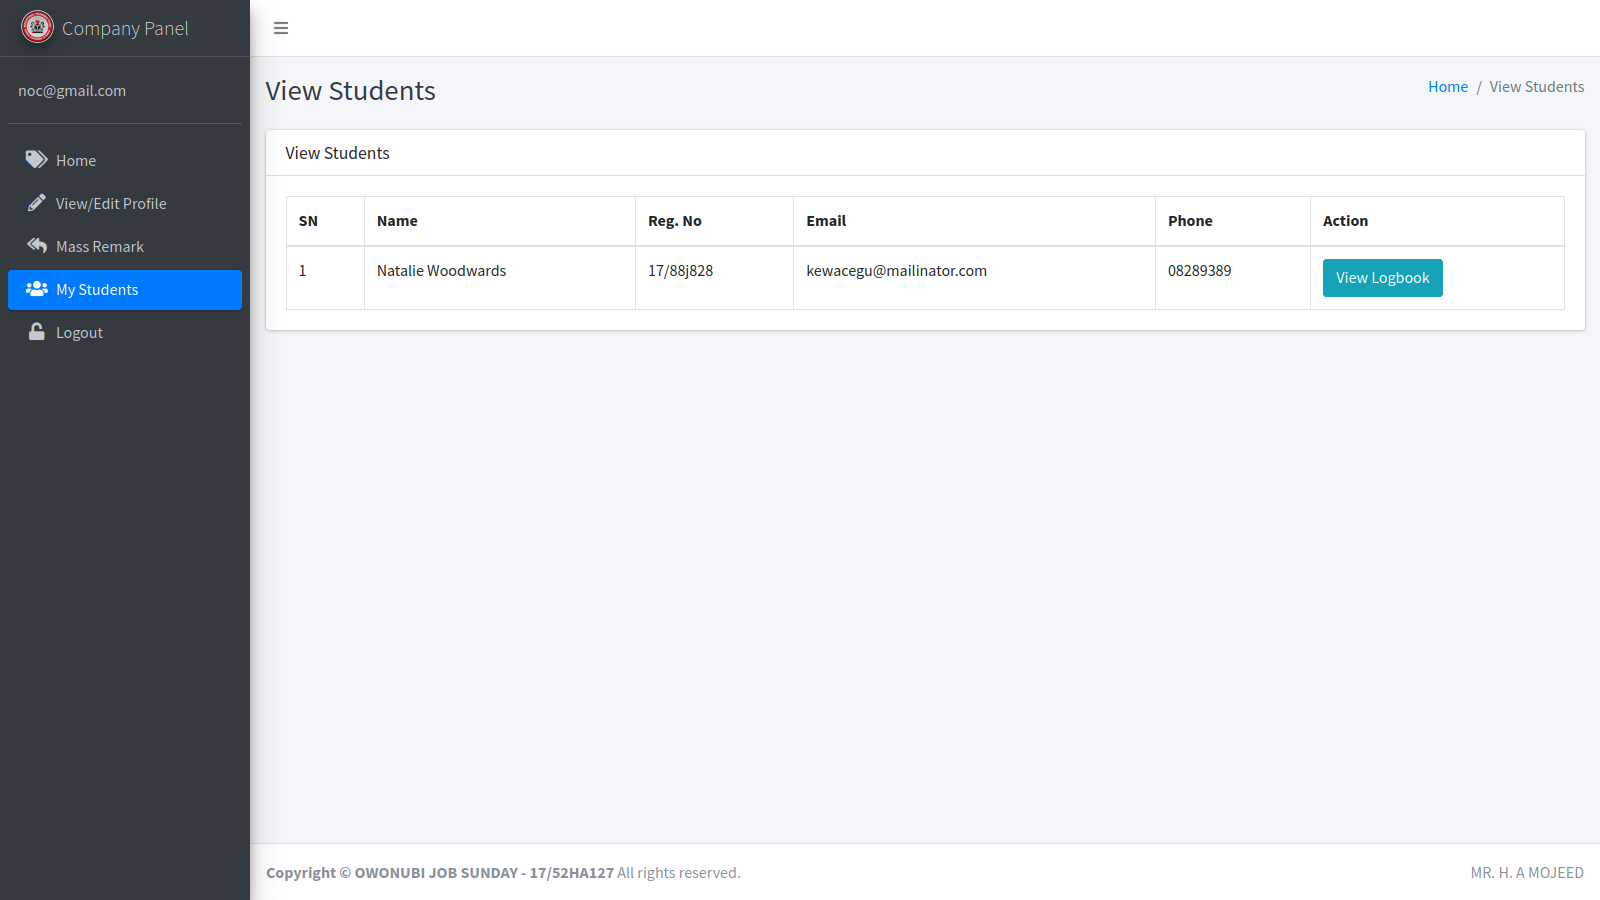 Company Panel
noc@gmail.com
Home
View/Edit Profile
Mass Remark
My Students
Logout
View Students
Home / View Students
View Students
SN Name Reg. No Email Phone Action
1 Natalie Woodwards 17/88j828 kewacegu@mailinator.com 08289389 View Logbook
Copyright © OWONUBI JOB SUNDAY - 17/52HA127 All rights reserved.
MR. H. A MOJEED